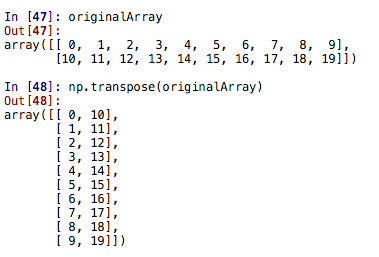 In [47]: originalArray
Out[47]:
array([[ 0,  1,  2,  3,  4,  5,  6,  7,  8,  9],
       [10, 11, 12, 13, 14, 15, 16, 17, 18, 19]])
In [48]: np.transpose(originalArray)
Out[48]:
array([[ 0, 10],
       [ 1, 11],
       [ 2, 12],
       [ 3, 13],
       [ 4, 14],
       [ 5, 15],
       [ 6, 16],
       [ 7, 17],
       [ 8, 18],
       [ 9, 19]])